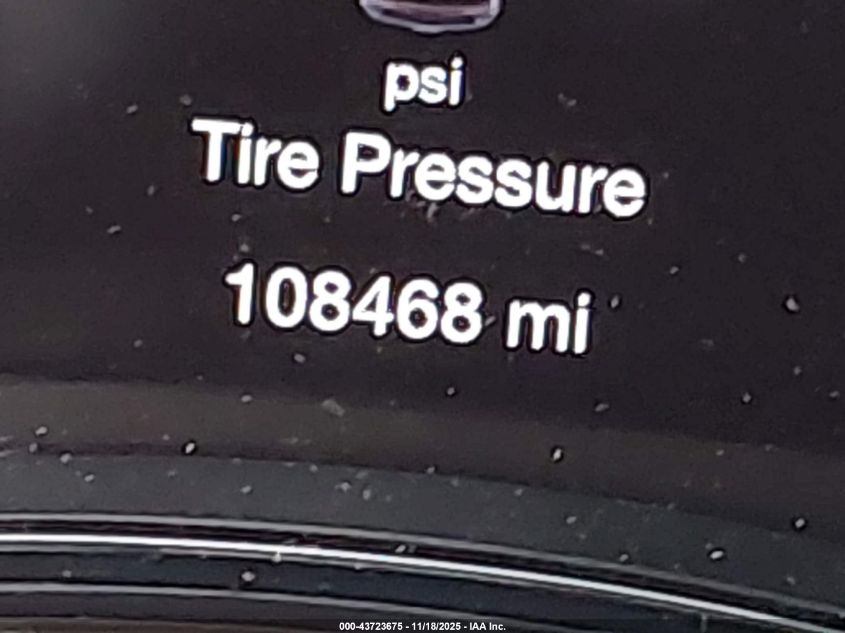 psi
Tire Pressure
108468 mi
000-43723675 - 11/18/2025 - IAA Inc.